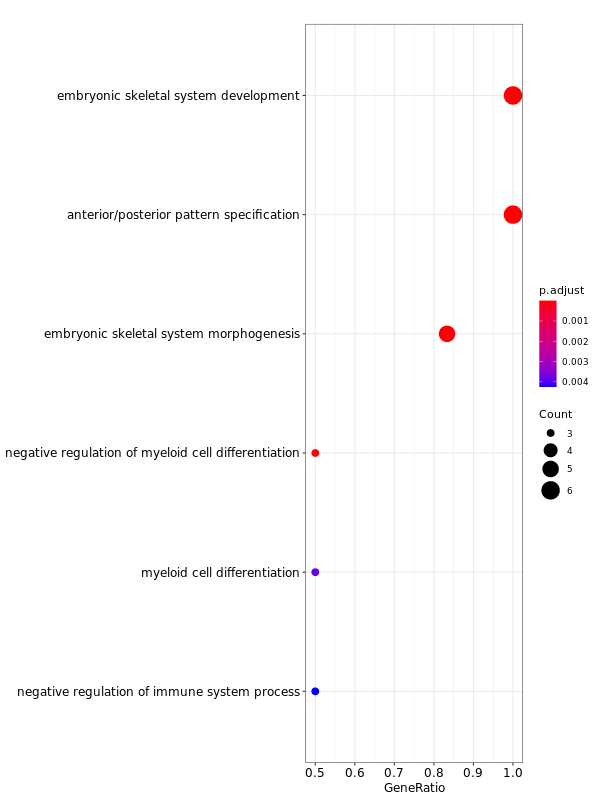 embryonic skeletal system development
anterior/posterior pattern specification
embryonic skeletal system morphogenesis
negative regulation of myeloid cell differentiation
myeloid cell differentiation
negative regulation of immune system process
0.5 0.6 0.7 0.8 0.9 1.0
GeneRatio
p.adjust
0.001
0.002
0.003
0.004
Count
3
4
5
6